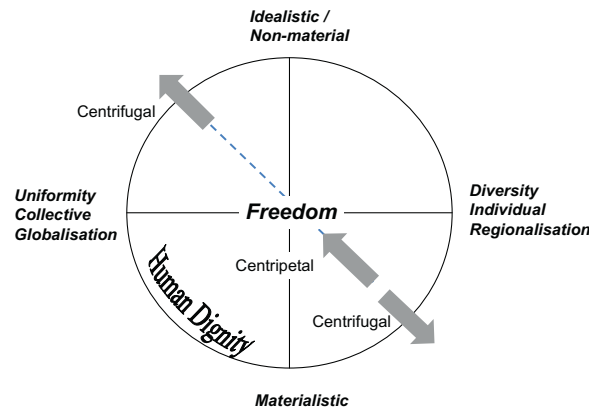 Idealistic /
Non-material
Centrifugal
Uniformity
Collective
Globalisation
Freedom
Diversity
Individual
Regionalisation
Centripetal
Human Dignity
Centrifugal
Materialistic